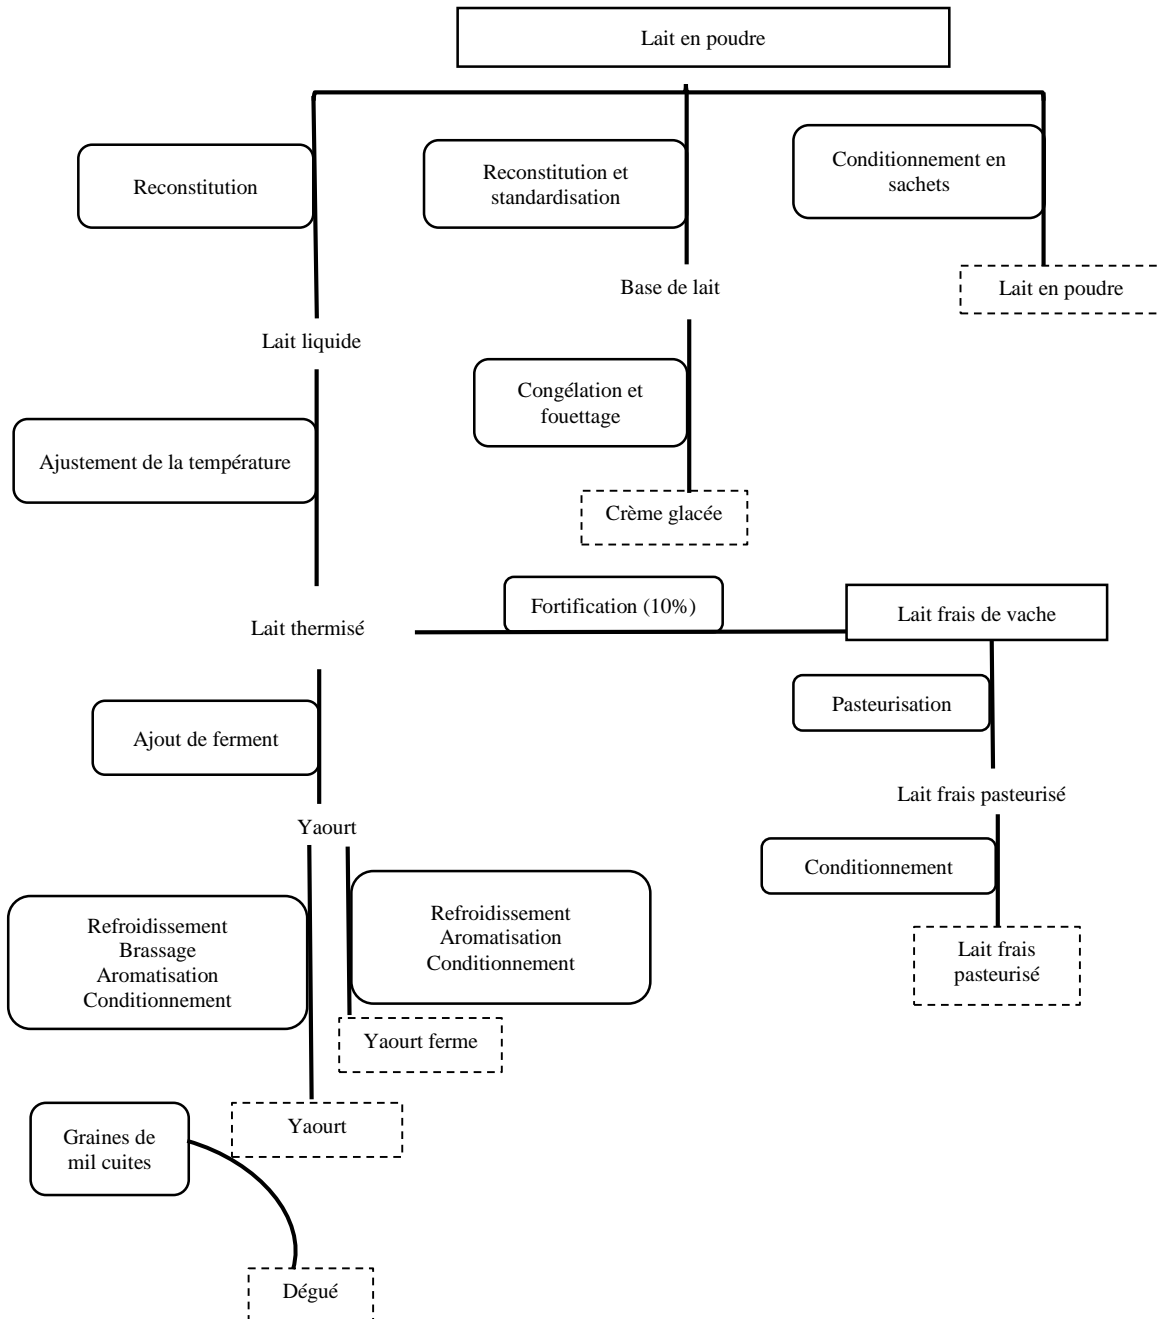 Lait en poudre
Reconstitution
Reconstitution et
standardisation
Conditionnement en
sachets
Base de lait
Lait en poudre
Lait liquide
Congélation et
fouettage
Ajustement de la température
Crème glacée
Fortification (10%)
Lait frais de vache
Lait thermisé
Pasteurisation
Ajout de ferment
Lait frais pasteurisé
Yaourt
Conditionnement
Refroidissement
Brassage
Aromatisation
Conditionnement
Refroidissement
Aromatisation
Conditionnement
Lait frais
pasteurisé
Yaourt ferme
Yaourt
Graines de
mil cuites
Dégué